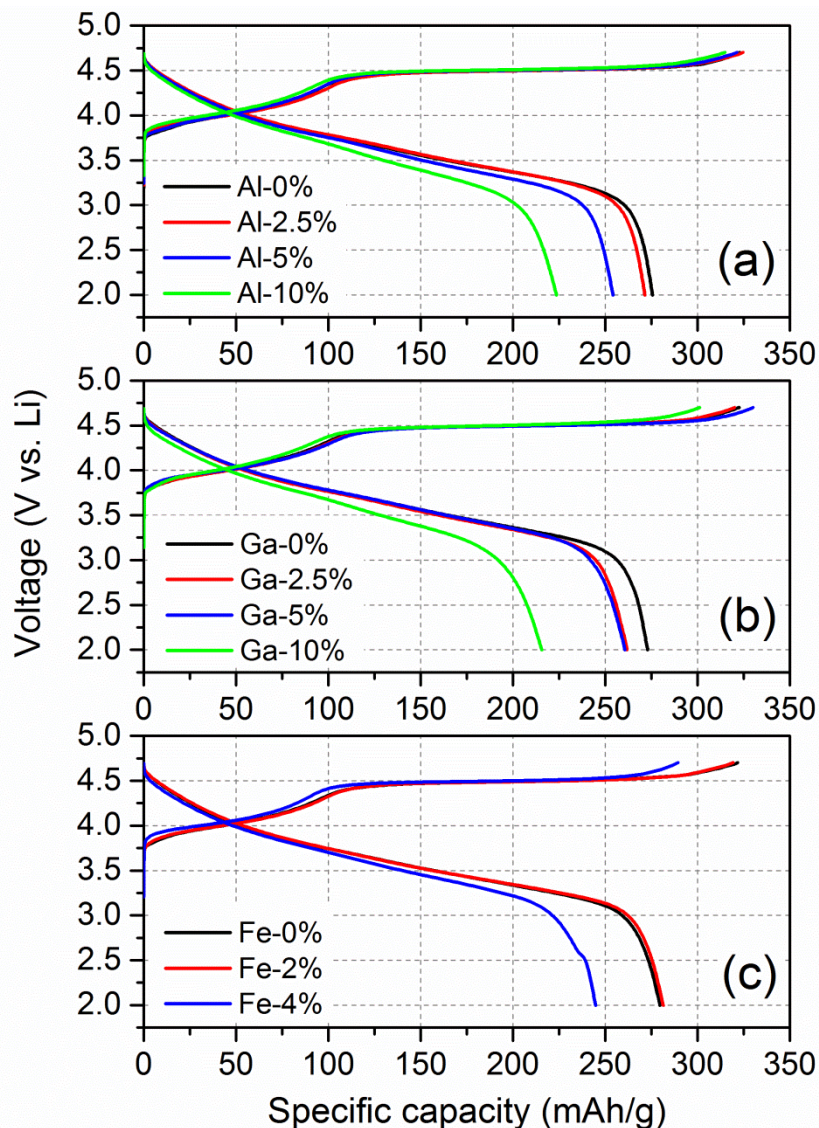 Voltage (V vs. Li)
5.0
4.5
4.0
3.5
3.0
2.5
2.0
Al-0%
Al-2.5%
Al-5%
Al-10%
(a)
0 50 100 150 200 250 300 350
5.0
4.5
4.0
3.5
3.0
2.5
2.0
Ga-0%
Ga-2.5%
Ga-5%
Ga-10%
(b)
0 50 100 150 200 250 300 350
5.0
4.5
4.0
3.5
3.0
2.5
2.0
Fe-0%
Fe-2%
Fe-4%
(c)
0 50 100 150 200 250 300 350
Specific capacity (mAh/g)